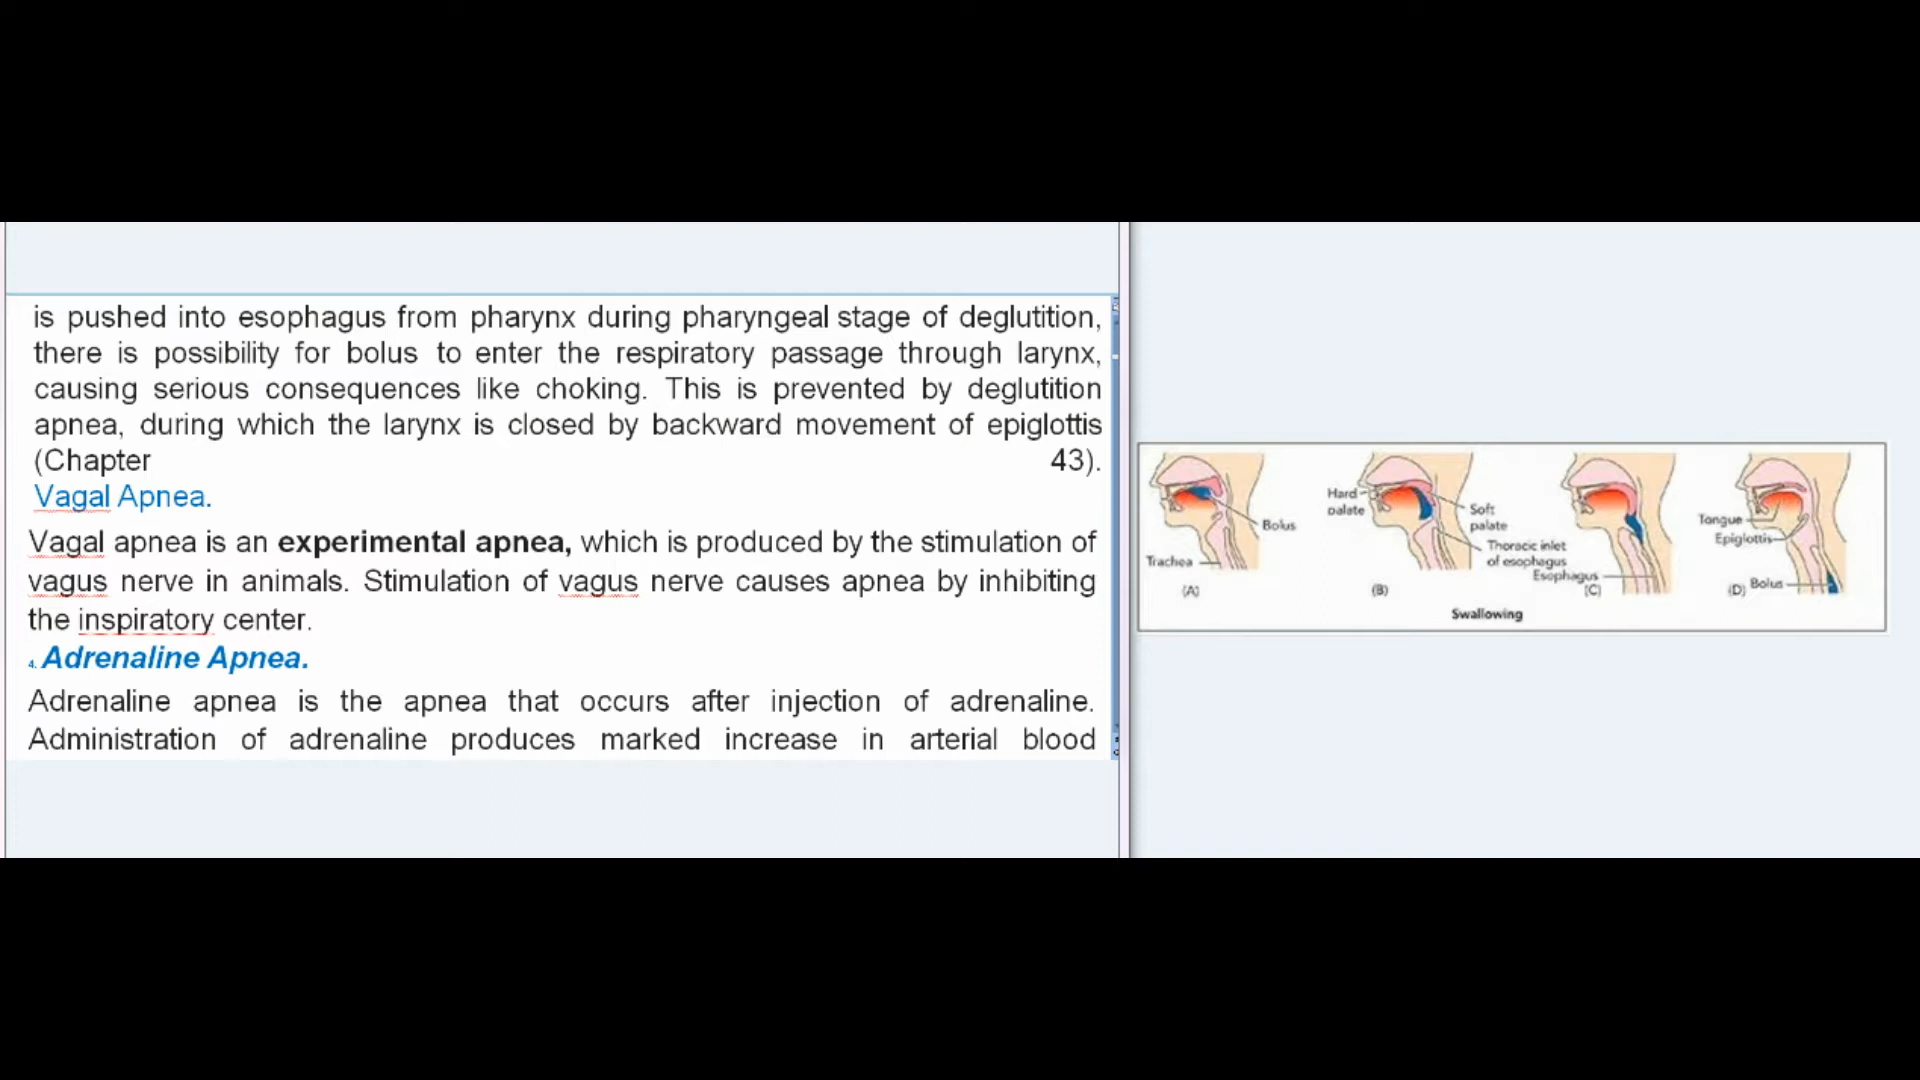 is pushed into esophagus from pharynx during pharyngeal stage of deglutition,
there is possibility for bolus to enter the respiratory passage through larynx,
causing serious consequences like choking. This is prevented by deglutition
apnea, during which the larynx is closed by backward movement of epiglottis
(Chapter 43).
Vagal Apnea.
Vagal apnea is an experimental apnea, which is produced by the stimulation of
vagus nerve in animals. Stimulation of vagus nerve causes apnea by inhibiting
the inspiratory center.
4. Adrenaline Apnea.
Adrenaline apnea is the apnea that occurs after injection of adrenaline.
Administration of adrenaline produces marked increase in arterial blood
Bolus
Trachea
(A)
Hard
palate
Soft
palate
Thoracic inlet
of esophagus
(B)
Esophagus
(C)
Tongue
Epiglottis
Bolus
(D)
Swallowing